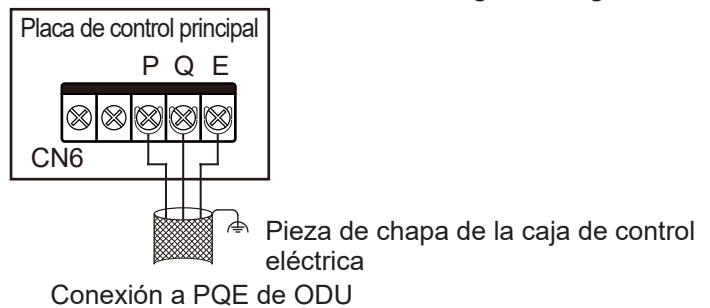 Placa de control principal
P Q E
CN6
Pieza de chapa de la caja de control
eléctrica
Conexión a PQE de ODU